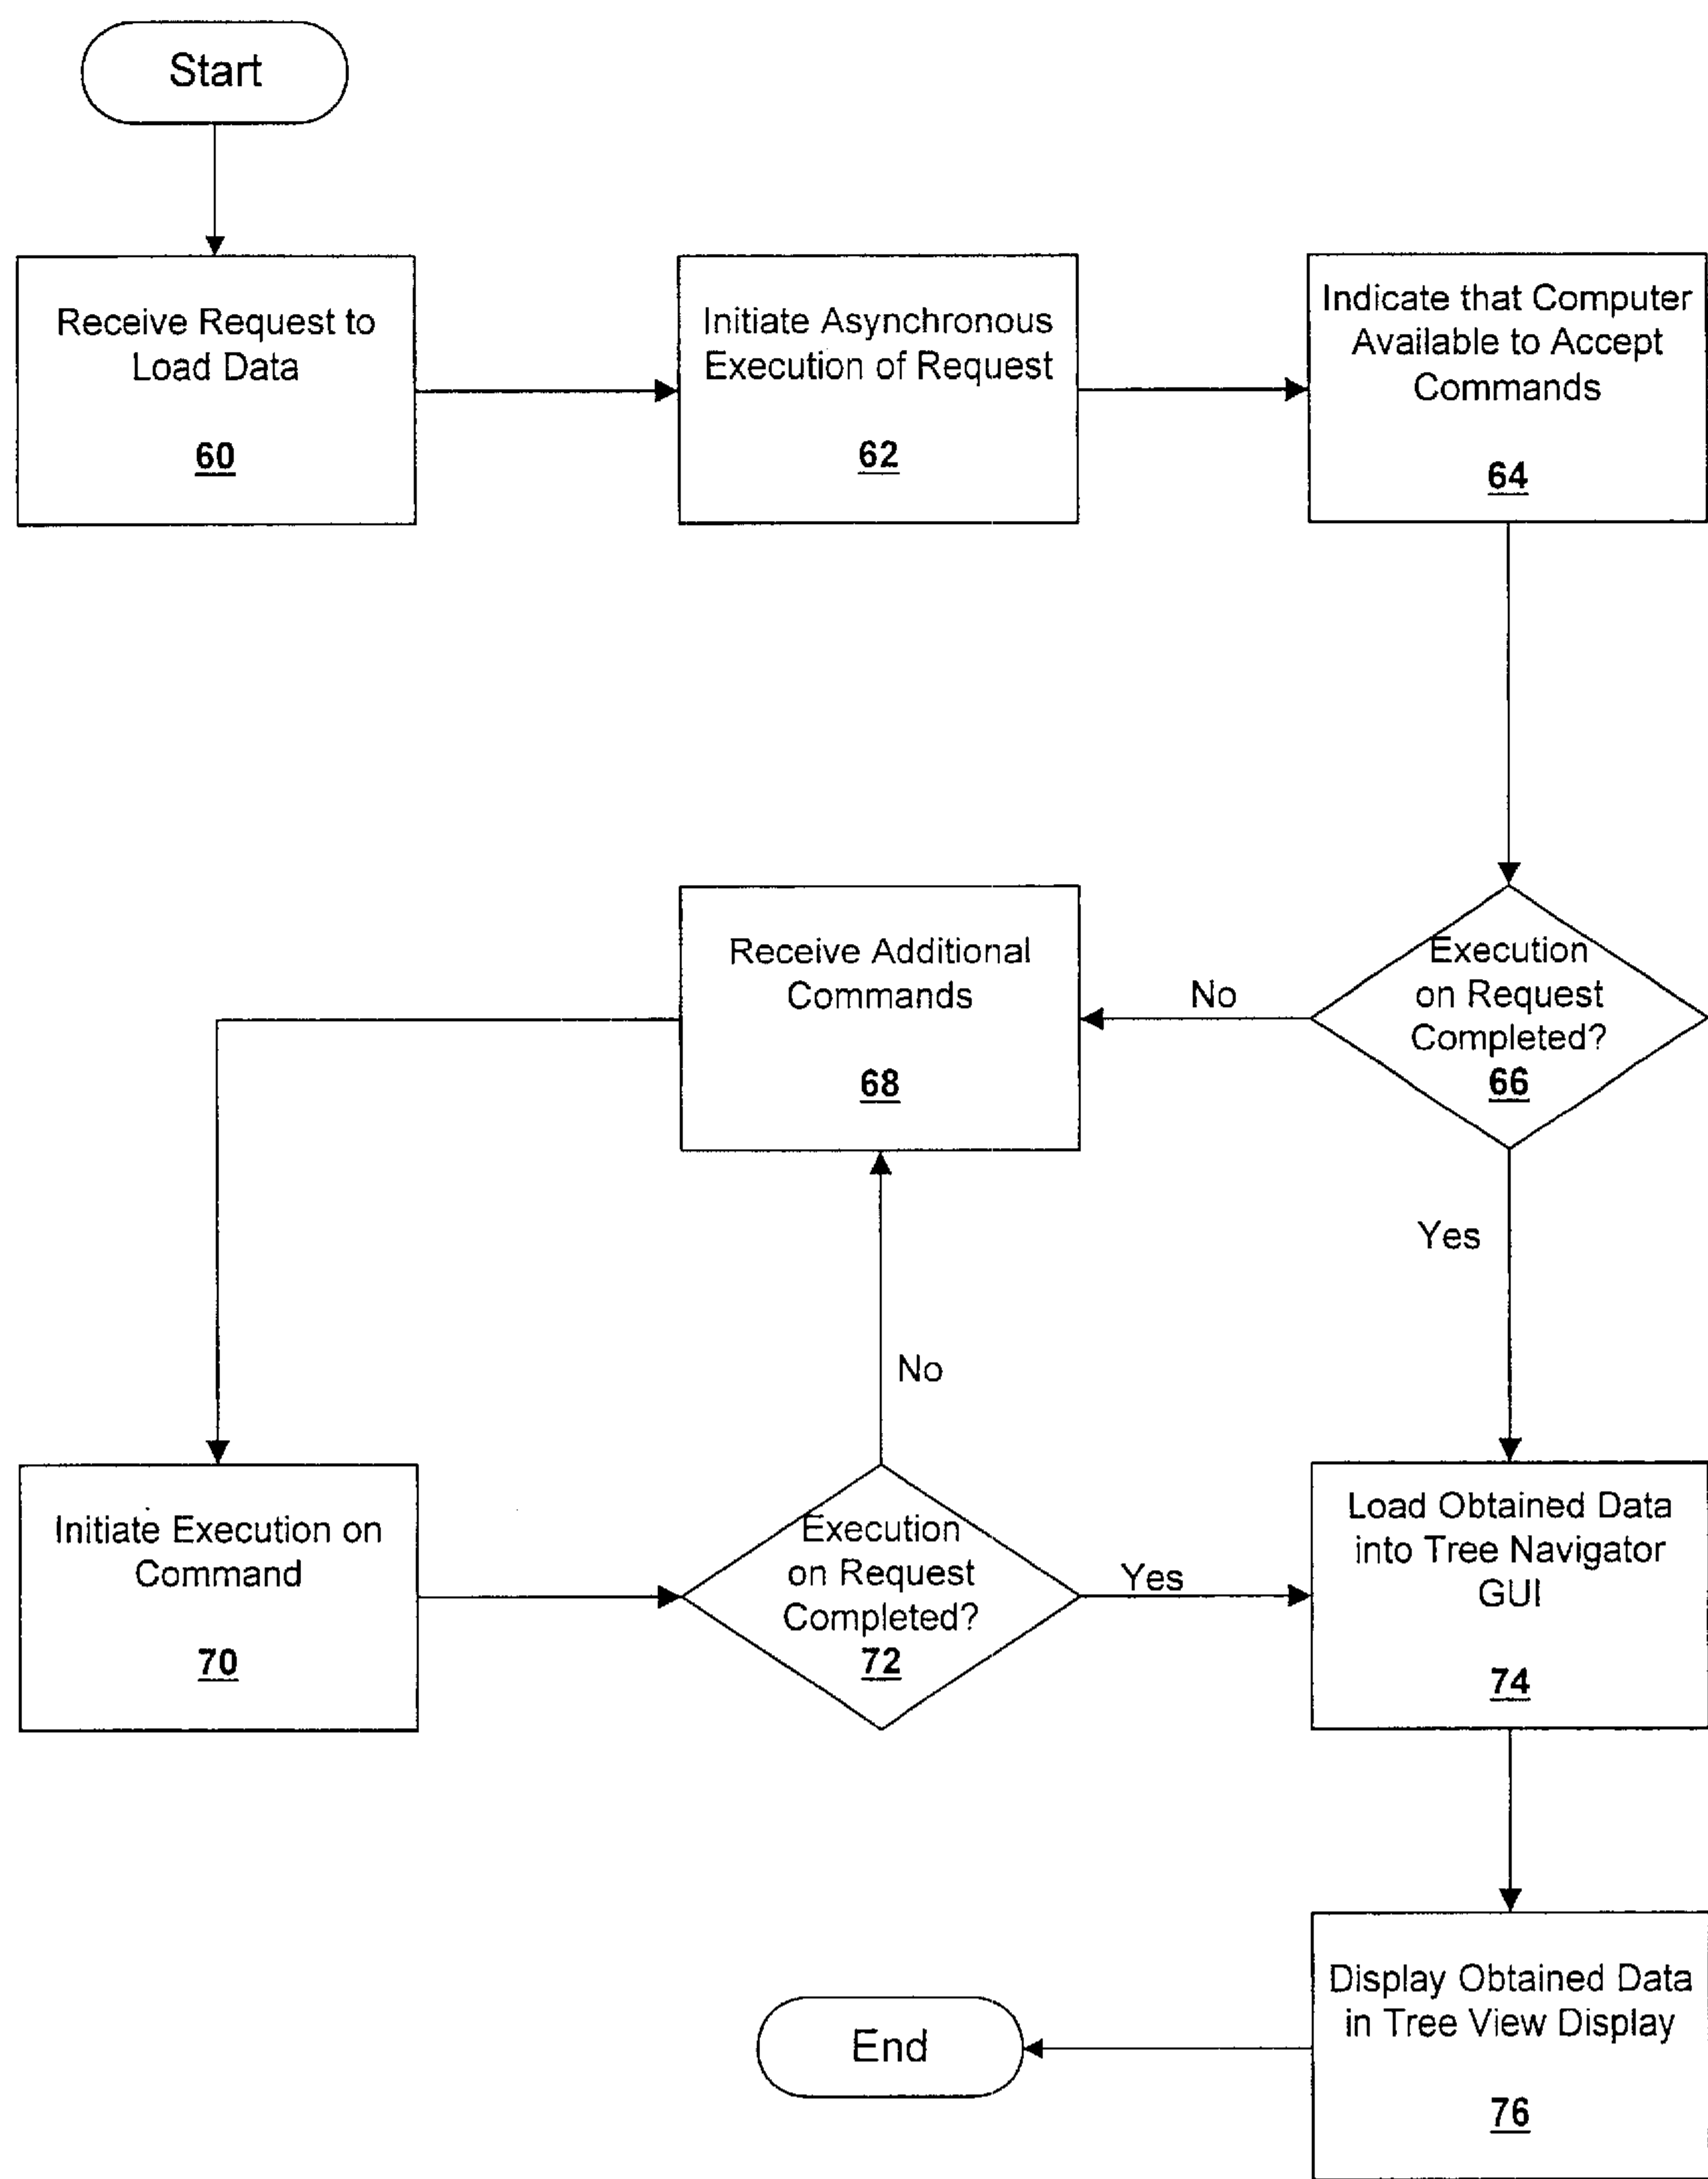 Start
Receive Request to
Load Data
60
Initiate Asynchronous
Execution of Request
62
Indicate that Computer
Available to Accept
Commands
64
Execution
on Request
Completed?
66
No
Yes
Receive Additional
Commands
68
Initiate Execution on
Command
70
Execution
on Request
Completed?
72
No
Yes
Load Obtained Data
into Tree Navigator
GUI
74
Display Obtained Data
in Tree View Display
76
End